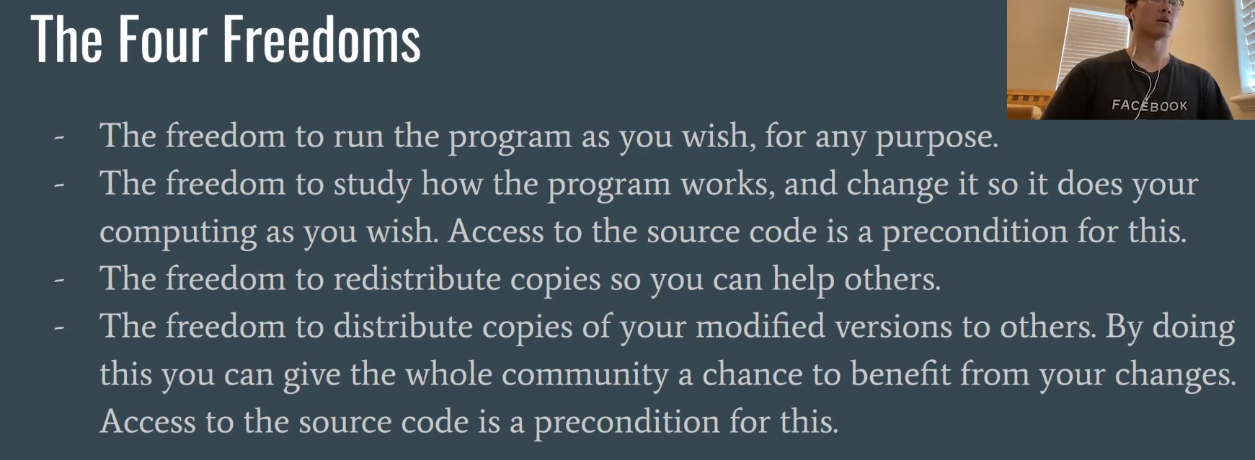 The Four Freedoms
FACEBOOK
- The freedom to run the program as you wish, for any purpose.
- The freedom to study how the program works, and change it so it does your
computing as you wish. Access to the source code is a precondition for this.
- The freedom to redistribute copies so you can help others.
- The freedom to distribute copies of your modified versions to others. By doing
this you can give the whole community a chance to benefit from your changes.
Access to the source code is a precondition for this.